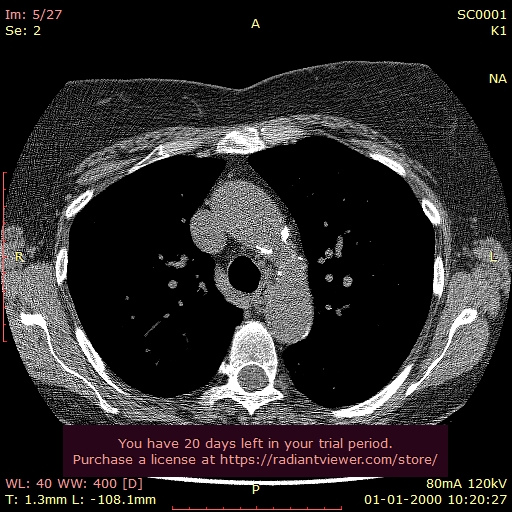 Im: 5/27
Se: 2
A
SC0001
K1
NA
R
L
You have 20 days left in your trial period.
Purchase a license at https://radiantviewer.com/store/
WL: 40 WW: 400 [D]
T: 1.3mm L: -108.1mm
P
80mA 120kV
01-01-2000 10:20:27